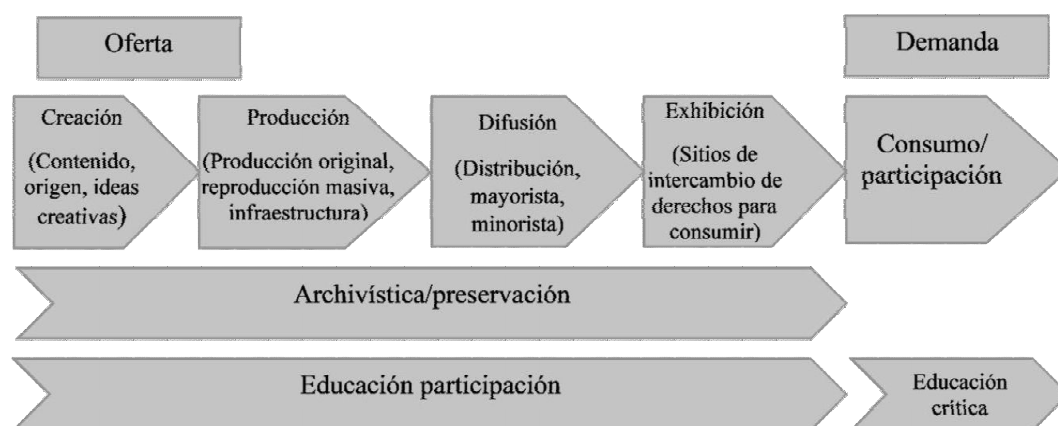 Oferta
Demanda
Creación
(Contenido,
origen, ideas
creativas)
Producción
(Producción original,
reproducción masiva,
infraestructura)
Difusión
(Distribución,
mayorista,
minorista)
Exhibición
(Sitios de
intercambio de
derechos para
consumir)
Consumo/
participación
Archivística/preservación
Educación participación
Educación
crítica